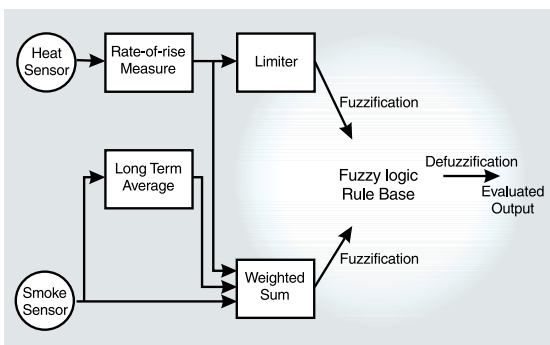 Heat
Sensor
Rate-of-rise
Measure
Limiter
Fuzzification
Long Term
Average
Fuzzy logic
Rule Base
Defuzzification
Evaluated
Output
Fuzzification
Smoke
Sensor
Weighted
Sum